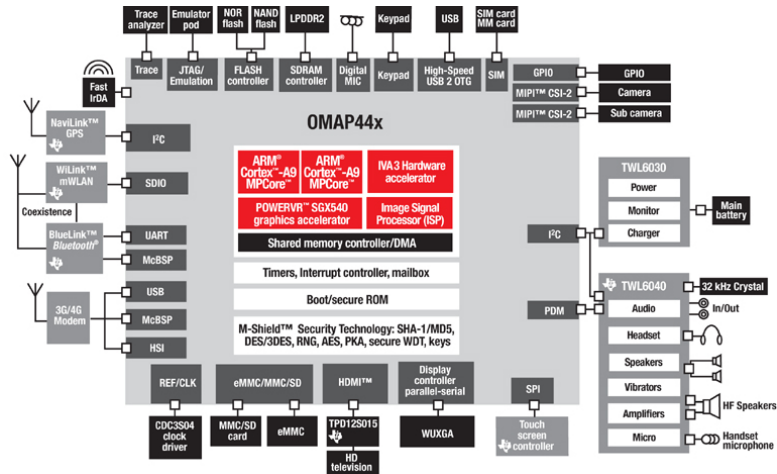 Trace
analyzer
Emulator
pod
NOR
flash
NAND
flash
LPDDR2
Keypad
USB
SIM card
MM card
Fast
IrDA
Trace
JTAG/
Emulation
FLASH
controller
SDRAM
controller
Digital
MIC
Keypad
High-Speed
USB 2 OTG
SIM
GPIO
GPIO
MIPI™ CSI-2
Camera
MIPI™ CSI-2
Sub camera
OMAP44x
NaviLink™
GPS
I²C
WiLink™
mWLAN
SDIO
Coexistence
BlueLink™
Bluetooth®
UART
McBSP
3G/4G
Modem
USB
McBSP
HSI
ARM®
Cortex™-A9
MPCore™
ARM®
Cortex™-A9
MPCore™
IVA 3 Hardware
accelerator
POWERVR™ SGX540
graphics accelerator
Image Signal
Processor (ISP)
Shared memory controller/DMA
Timers, Interrupt controller, mailbox
Boot/secure ROM
M-Shield™ Security Technology: SHA-1/MD5,
DES/3DES, RNG, AES, PKA, secure WDT, keys
I²C
PDM
TWL6030
Power
Monitor
Charger
Main
battery
TWL6040
32 kHz Crystal
Audio
In/Out
Headset
Speakers
Vibrators
Amplifiers
HF Speakers
Micro
Handset
microphone
REF/CLK
eMMC/MMC/SD
HDMI™
Display
controller
parallel-serial
SPI
CDC3S04
clock
driver
MMC/SD
card
eMMC
TPD12S015
HD
television
WUXGA
Touch
screen
controller